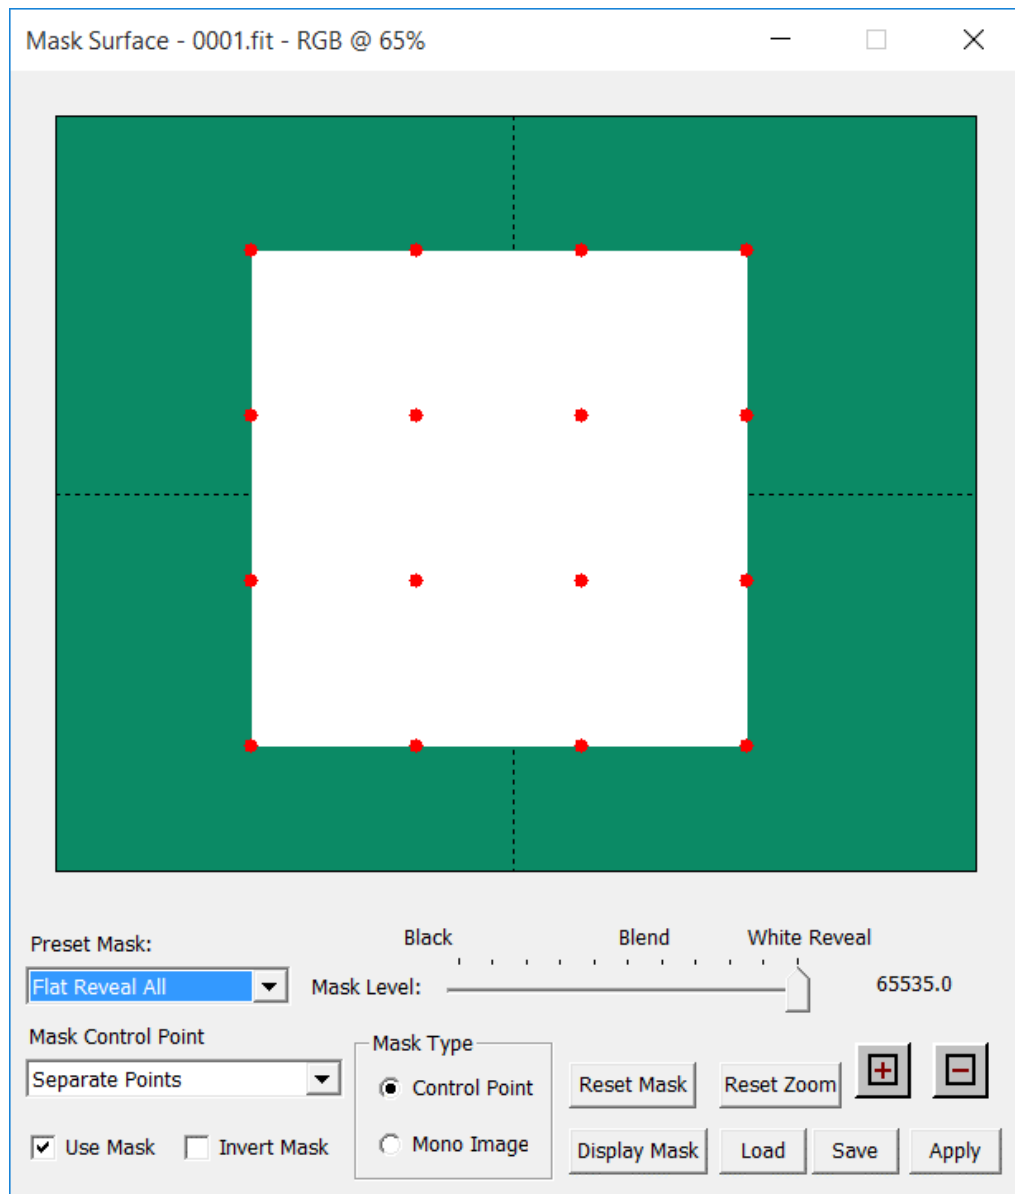 Mask Surface - 0001.fit - RGB @ 65%
Preset Mask:
Black Blend White Reveal
Flat Reveal All
Mask Level:
65535.0
Mask Control Point
Separate Points
Mask Type
Control Point
Mono Image
Reset Mask
Reset Zoom
Use Mask
Invert Mask
Display Mask
Load
Save
Apply